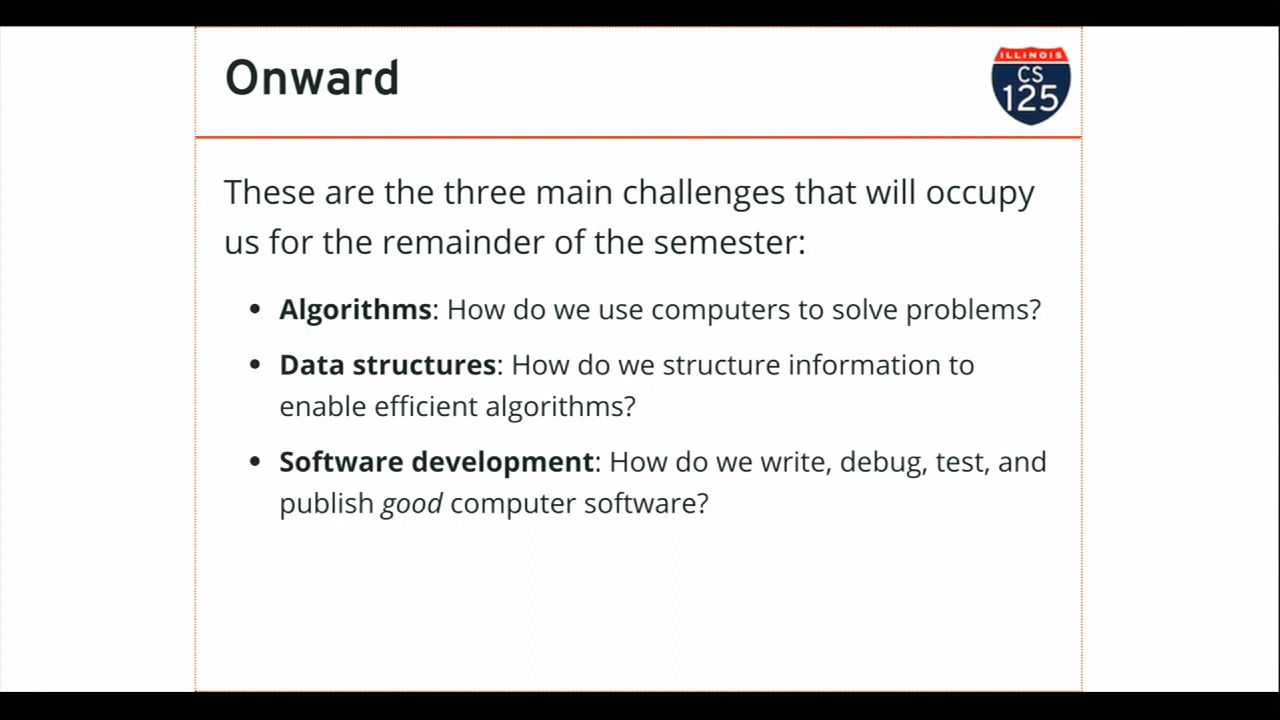 Onward
ILLINOIS
CS
125
These are the three main challenges that will occupy
us for the remainder of the semester:
• Algorithms: How do we use computers to solve problems?
• Data structures: How do we structure information to
enable efficient algorithms?
• Software development: How do we write, debug, test, and
publish good computer software?